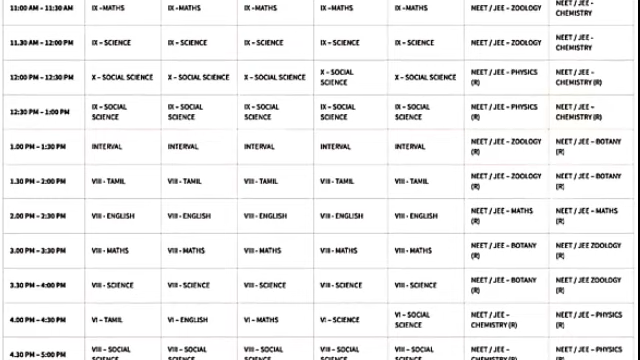 11:00 AM – 11:30 AM IX -MATHS IX -MATHS IX -MATHS IX -MATHS IX -MATHS NEET / JEE – ZOOLOGY NEET / JEE -
CHEMISTRY
11.30 AM – 12:00 PM IX – SCIENCE IX – SCIENCE IX – SCIENCE IX – SCIENCE IX – SCIENCE NEET / JEE – ZOOLOGY NEET / JEE -
CHEMISTRY
12:00 PM – 12:30 PM X – SOCIAL SCIENCE X – SOCIAL SCIENCE X – SOCIAL SCIENCE X – SOCIAL
SCIENCE X – SOCIAL SCIENCE NEET / JEE – PHYSICS
(R) NEET / JEE –
CHEMISTRY (R)
12:30 PM – 1:00 PM IX – SOCIAL
SCIENCE IX – SOCIAL
SCIENCE IX – SOCIAL
SCIENCE IX – SOCIAL
SCIENCE IX – SOCIAL
SCIENCE NEET / JEE – PHYSICS
(R) NEET / JEE –
CHEMISTRY (R)
1.00 PM – 1:30 PM INTERVAL INTERVAL INTERVAL INTERVAL INTERVAL NEET / JEE – ZOOLOGY
(R) NEET / JEE – BOTANY
(R)
1.30 PM – 2:00 PM VIII - TAMIL VIII - TAMIL VIII - TAMIL VIII - TAMIL VIII - TAMIL NEET / JEE – ZOOLOGY
(R) NEET / JEE – BOTANY
(R)
2.00 PM – 2:30 PM VIII - ENGLISH VIII - ENGLISH VIII - ENGLISH VIII - ENGLISH VIII - ENGLISH NEET / JEE – MATHS
(R) NEET / JEE – MATHS
(R)
3.00 PM – 3:30 PM VIII - MATHS VIII - MATHS VIII - MATHS VIII - MATHS VIII - MATHS NEET / JEE – BOTANY
(R) NEET / JEE ZOOLOGY
(R)
3.30 PM – 4:00 PM VIII - SCIENCE VIII - SCIENCE VIII - SCIENCE VIII - SCIENCE VIII - SCIENCE NEET / JEE – BOTANY
(R) NEET / JEE ZOOLOGY
(R)
4.00 PM – 4:30 PM VI – TAMIL VI – ENGLISH VI – MATHS VI – SCIENCE VI – SOCIAL
SCIENCE NEET / JEE –
CHEMISTRY (R) NEET / JEE – PHYSICS
(R)
4.30 PM – 5:00 PM VIII – SOCIAL
SCIENCE VIII – SOCIAL
SCIENCE VIII – SOCIAL
SCIENCE VIII – SOCIAL
SCIENCE VIII – SOCIAL
SCIENCE NEET / JEE –
CHEMISTRY (R) NEET / JEE – PHYSICS
(R)